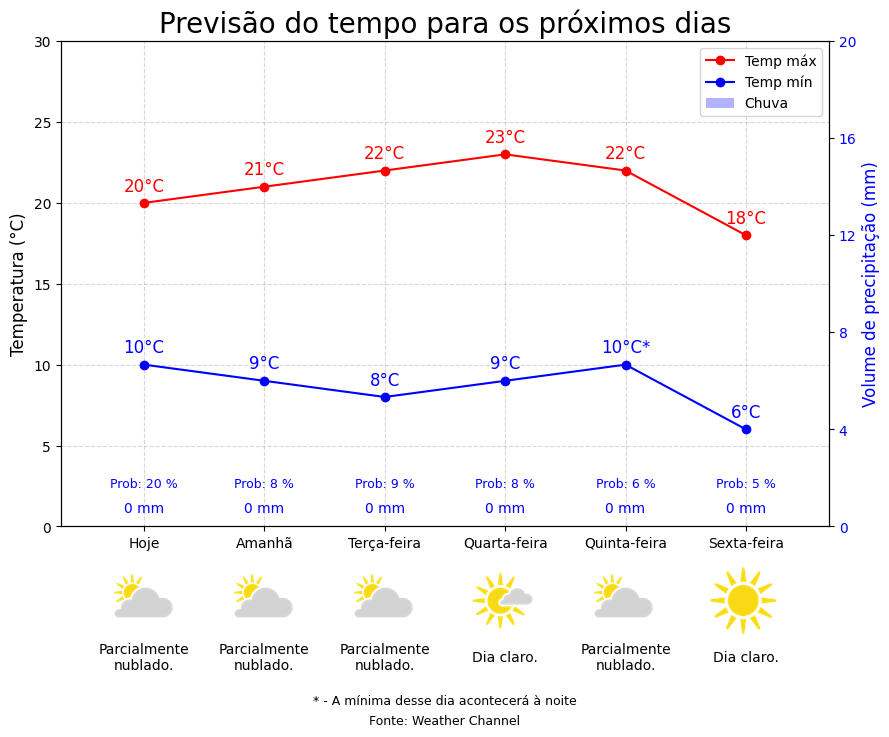 Previsão do tempo para os próximos dias
Temperatura (°C)
Volume de precipitação (mm)
30
25
20
15
10
5
0
20
16
12
8
4
0
Temp máx
Temp mín
Chuva
20°C
21°C
22°C
23°C
22°C
18°C
10°C
9°C
8°C
9°C
10°C*
6°C
Prob: 20 %
Prob: 8 %
Prob: 9 %
Prob: 8 %
Prob: 6 %
Prob: 5 %
0 mm
0 mm
0 mm
0 mm
0 mm
0 mm
Hoje
Amanhã
Terça-feira
Quarta-feira
Quinta-feira
Sexta-feira
Parcialmente
nublado.
Parcialmente
nublado.
Parcialmente
nublado.
Dia claro.
Parcialmente
nublado.
Dia claro.
* - A mínima desse dia acontecerá à noite
Fonte: Weather Channel